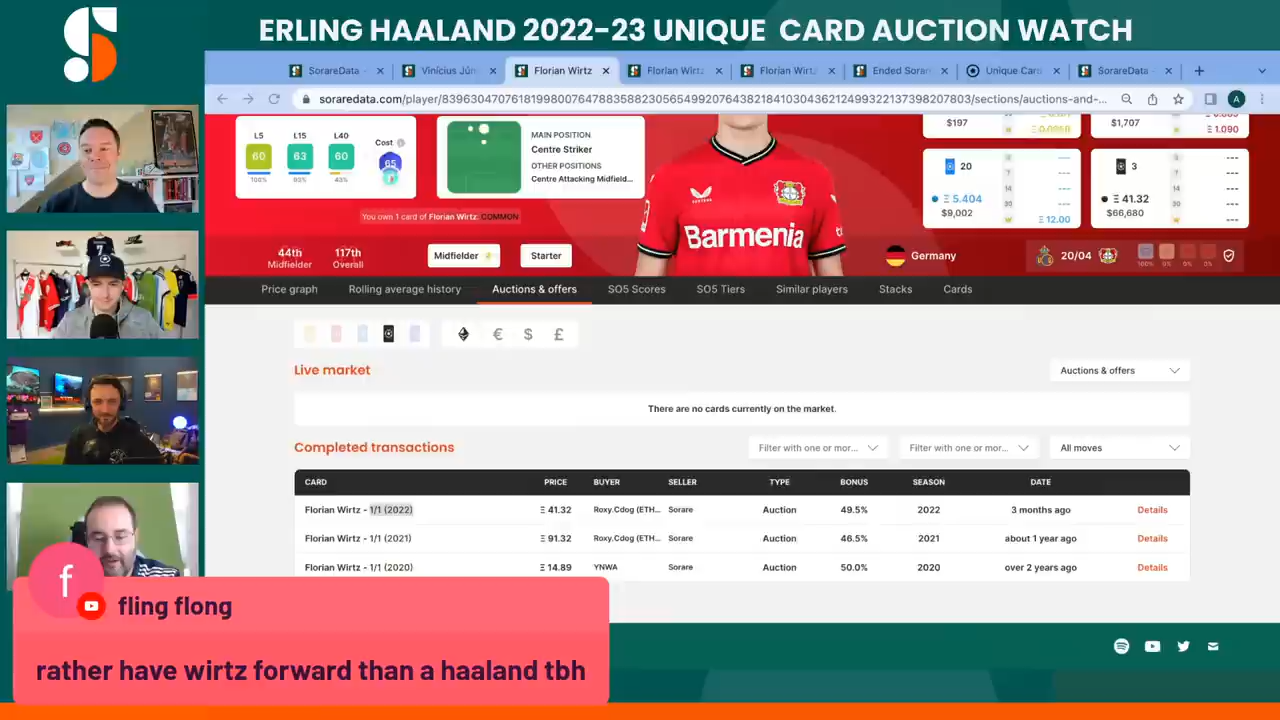 ERLING HAALAND 2022-23 UNIQUE CARD AUCTION WATCH
SorareData -
Vinícius Jún
Florian Wirtz
Florian Wirtz
Florian Wirtz
Ended Sorar
Unique Cars
SorareData -
soraredata.com/player/83963047076181998007647883588230565499207643821841030436212499322137398207803/sections/auctions-and-...
A
L5 L15 L40 Cost
60 63 60 65
MAIN POSITION
Centre Striker
OTHER POSITIONS
Centre Attacking Midfield...
$197
$1,707
Ξ 1.090
20
Ξ 5.404
$9,002
Ξ 12.00
3
Ξ 41.32
$66,680
You own 1 card of Florian Wirtz: COMMON
Barmenia
44th Midfielder
117th Overall
Midfielder
Starter
Germany
20/04
Price graph
Rolling average history
Auctions & offers
SO5 Scores
SO5 Tiers
Similar players
Stacks
Cards
€ $ £
Live market
Auctions & offers
There are no cards currently on the market.
Completed transactions
Filter with one or mor...
Filter with one or mor...
All moves
CARD PRICE BUYER SELLER TYPE BONUS SEASON DATE
Florian Wirtz - 1/1 (2022) Ξ 41.32 Roxy.Cdog (ETH... Sorare Auction 49.5% 2022 3 months ago Details
Florian Wirtz - 1/1 (2021) Ξ 91.32 Roxy.Cdog (ETH... Sorare Auction 46.5% 2021 about 1 year ago Details
Florian Wirtz - 1/1 (2020) Ξ 14.89 YNWA Sorare Auction 50.0% 2020 over 2 years ago Details
f
fling flong
rather have wirtz forward than a haaland tbh